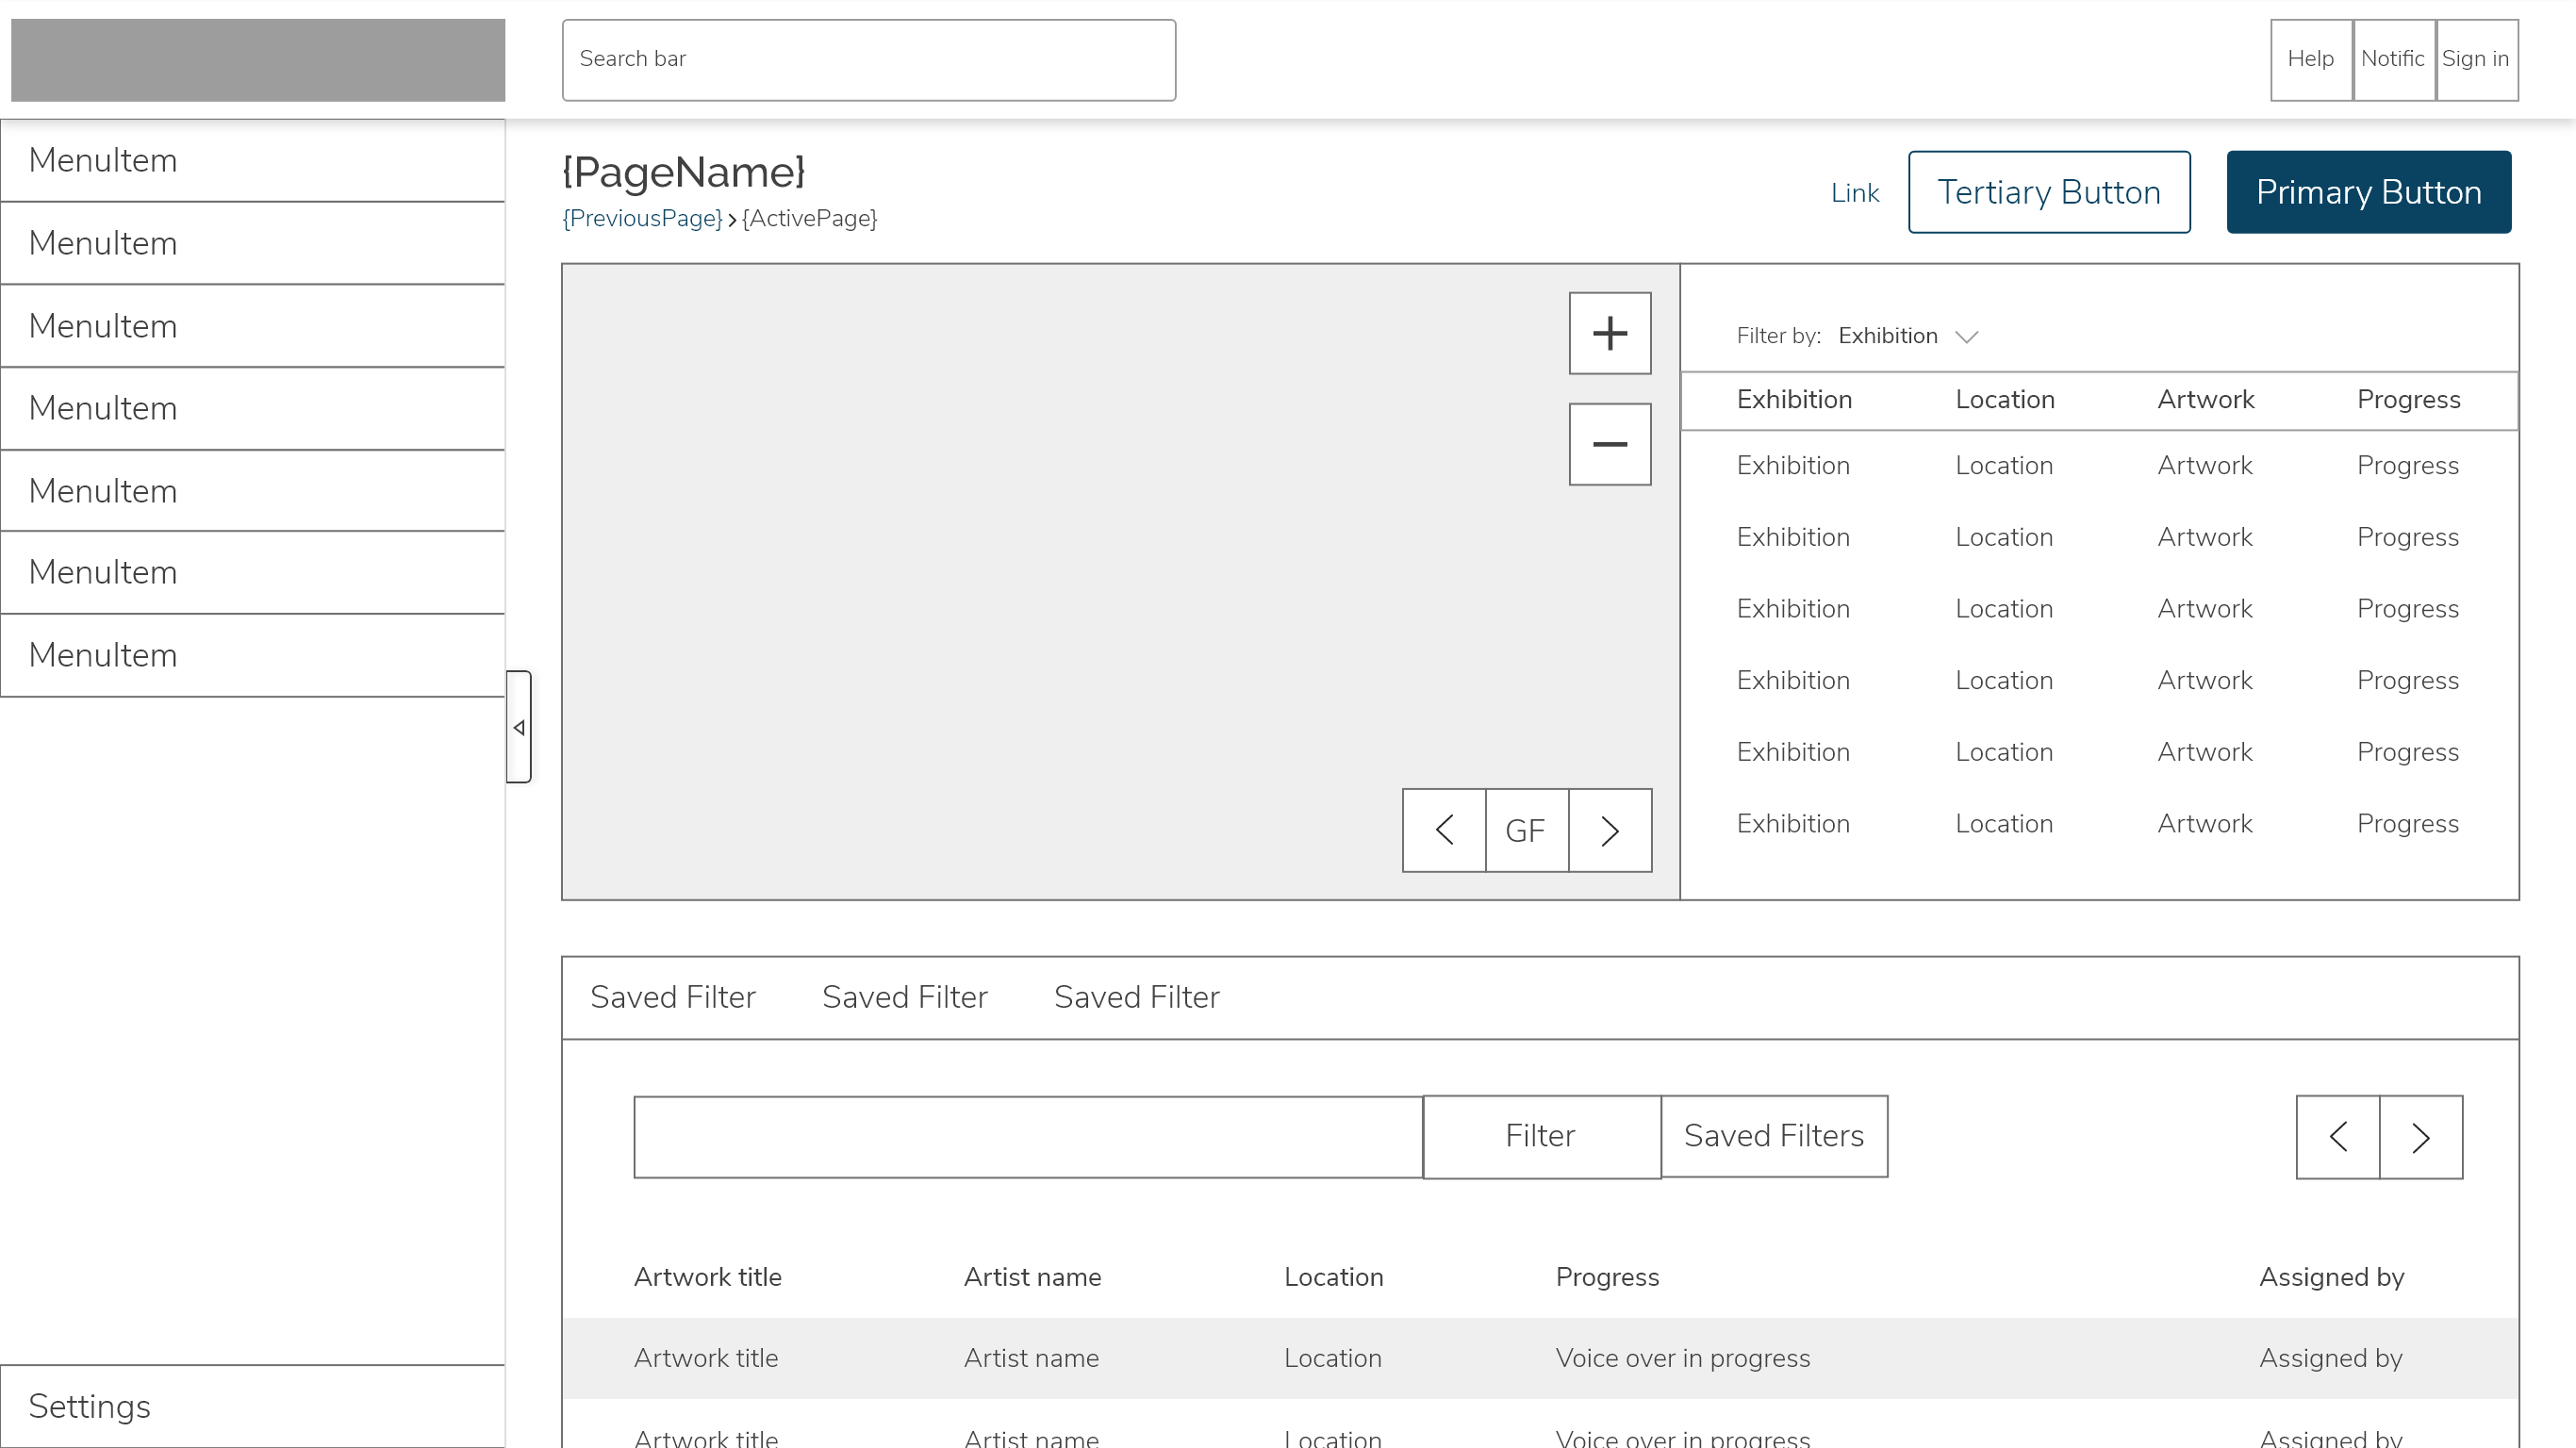 Search bar
Help Notific Sign in
MenuItem
MenuItem
MenuItem
MenuItem
MenuItem
MenuItem
MenuItem
Settings
{PageName}
{PreviousPage} > {ActivePage}
Link Tertiary Button Primary Button
GF
Filter by: Exhibition
Exhibition Location Artwork Progress
Exhibition Location Artwork Progress
Exhibition Location Artwork Progress
Exhibition Location Artwork Progress
Exhibition Location Artwork Progress
Exhibition Location Artwork Progress
Exhibition Location Artwork Progress
Saved Filter Saved Filter Saved Filter
Filter Saved Filters
Artwork title Artist name Location Progress Assigned by
Artwork title Artist name Location Voice over in progress Assigned by
Artwork title Artist name Location Voice over in progress Assigned by